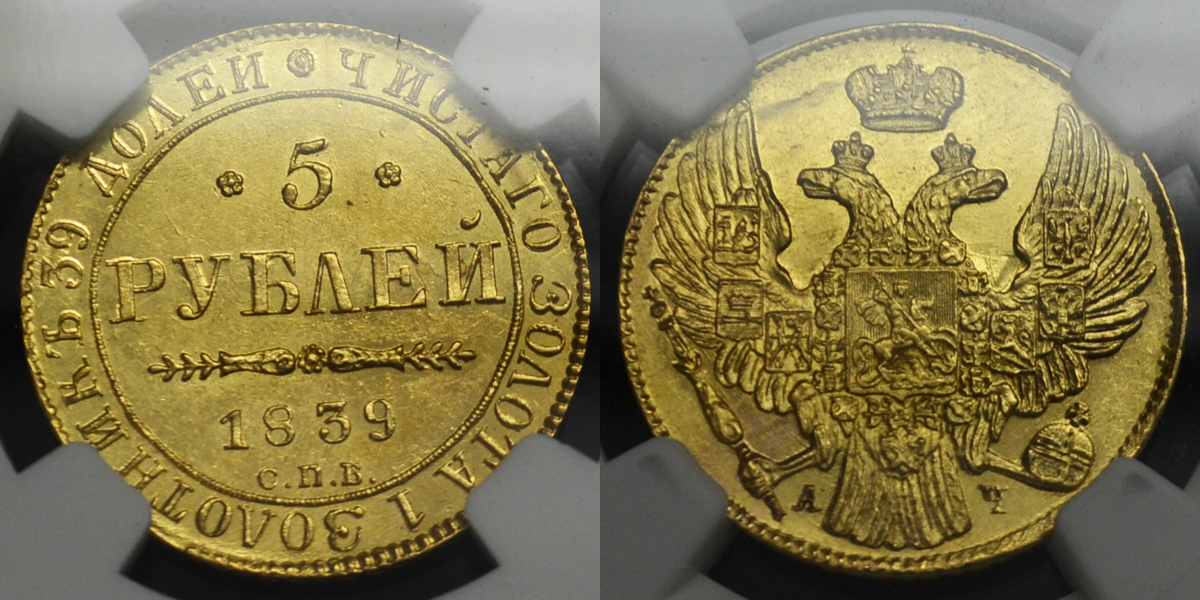 ЧИСТАГО ЗОЛОТА 1 ЗОЛОТНИКЪ 39 ДОЛЕЙ
5
РУБЛЕЙ
1839
С.П.Б.
А Ч